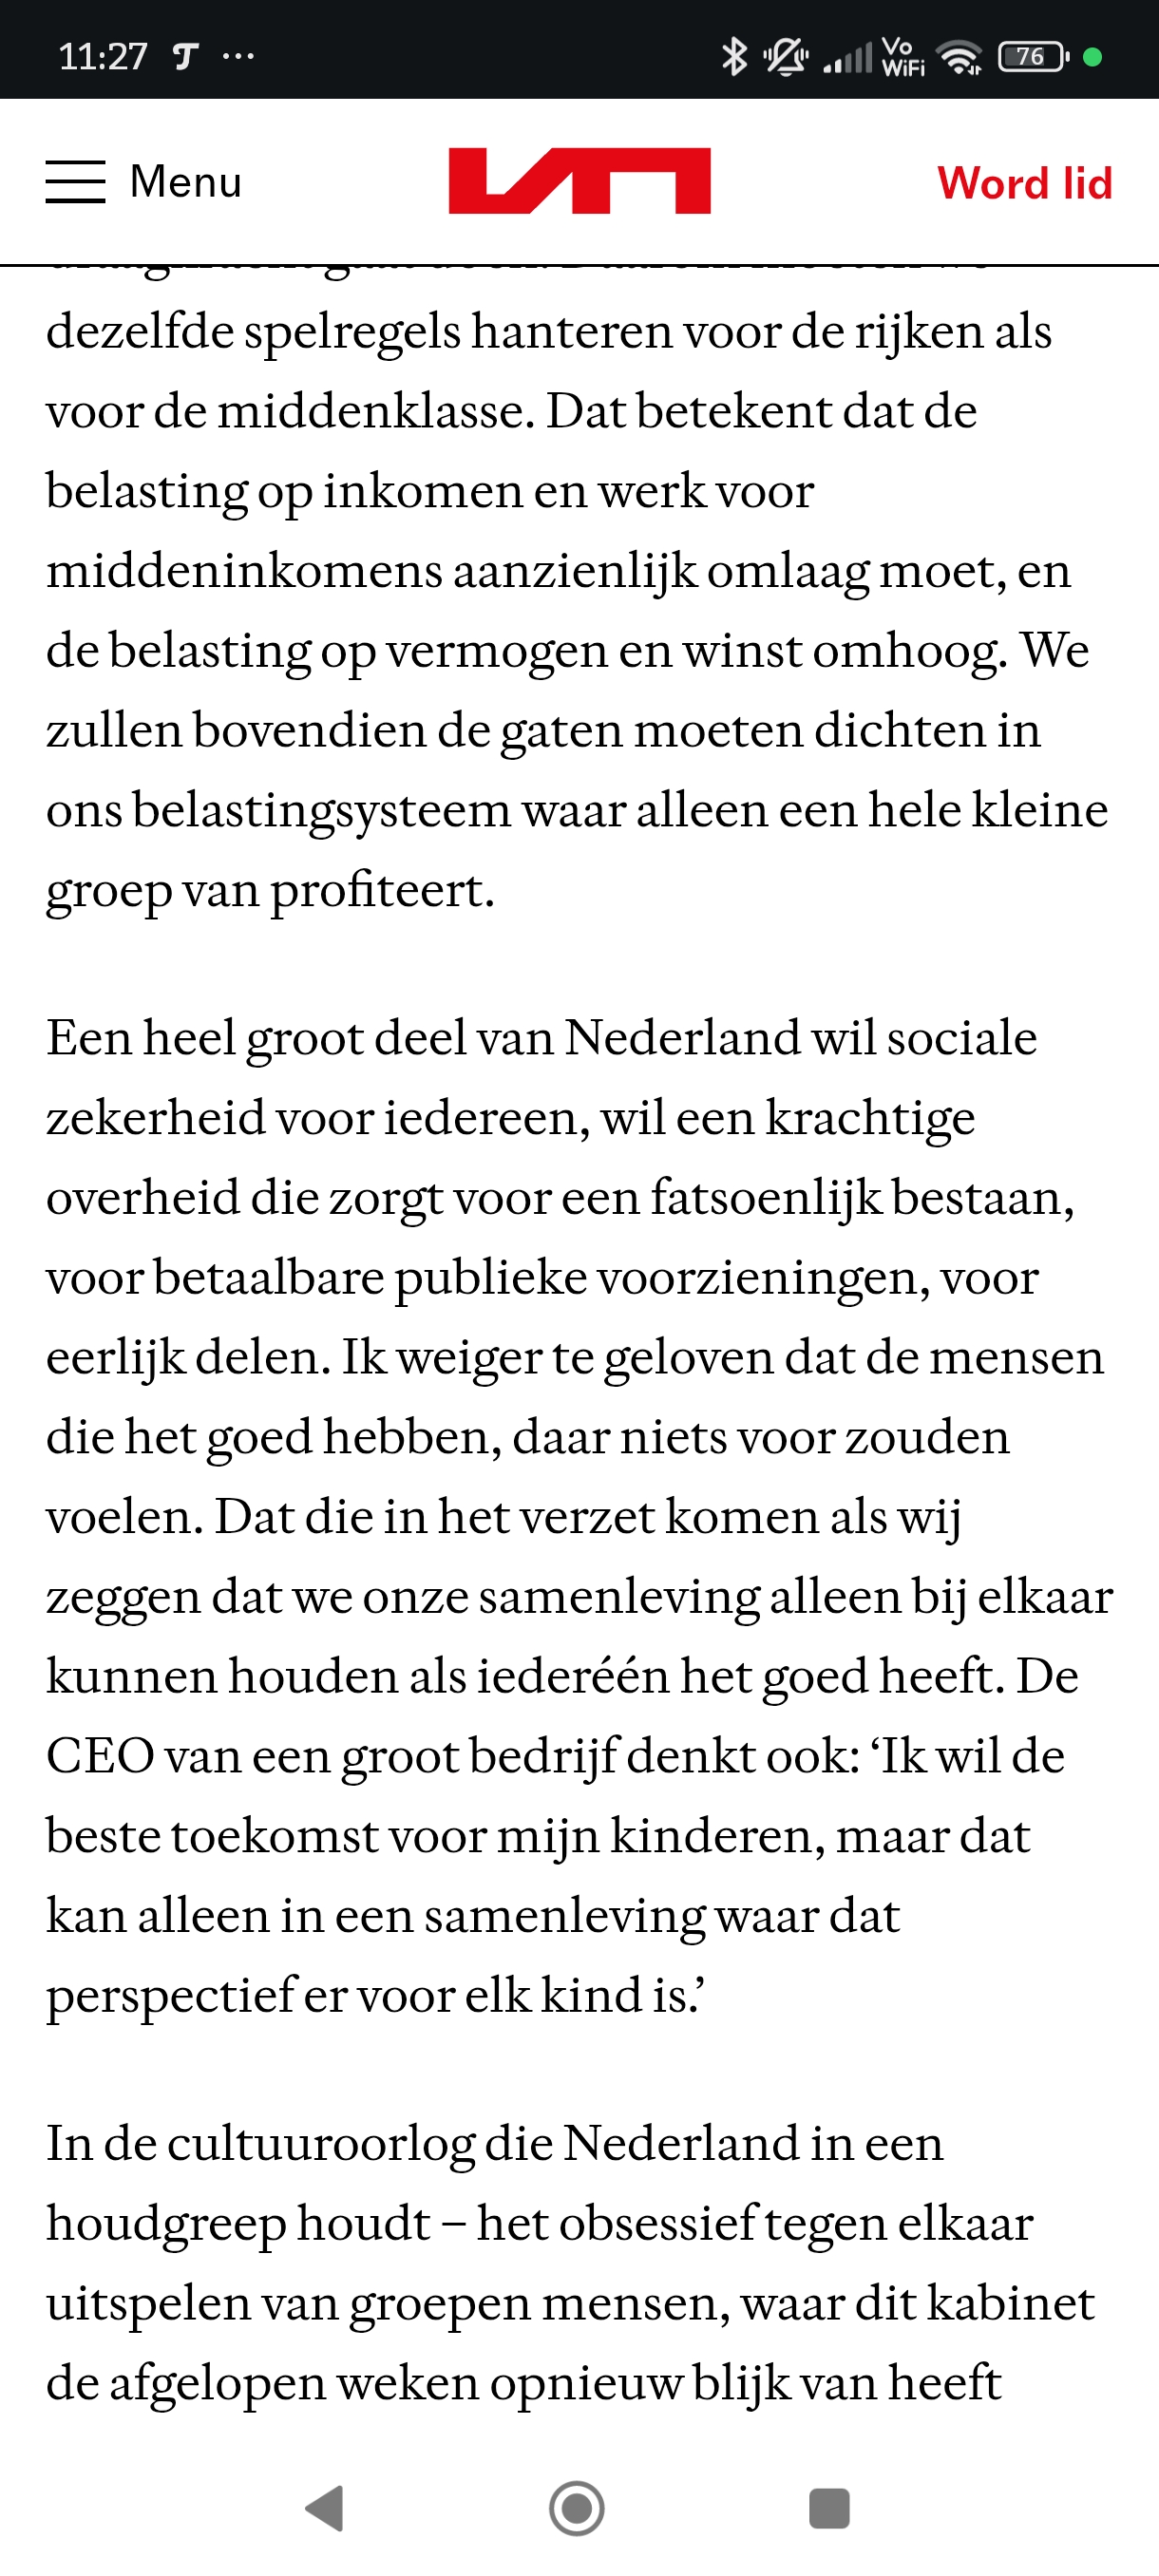 11:27
Vo
WiFi
76
Menu
Word lid
dezelfde spelregels hanteren voor de rijken als
voor de middenklasse. Dat betekent dat de
belasting op inkomen en werk voor
middeninkomens aanzienlijk omlaag moet, en
de belasting op vermogen en winst omhoog. We
zullen bovendien de gaten moeten dichten in
ons belastingsysteem waar alleen een hele kleine
groep van profiteert.
Een heel groot deel van Nederland wil sociale
zekerheid voor iedereen, wil een krachtige
overheid die zorgt voor een fatsoenlijk bestaan,
voor betaalbare publieke voorzieningen, voor
eerlijk delen. Ik weiger te geloven dat de mensen
die het goed hebben, daar niets voor zouden
voelen. Dat die in het verzet komen als wij
zeggen dat we onze samenleving alleen bij elkaar
kunnen houden als iederéén het goed heeft. De
CEO van een groot bedrijf denkt ook: ‘Ik wil de
beste toekomst voor mijn kinderen, maar dat
kan alleen in een samenleving waar dat
perspectief er voor elk kind is.’
In de cultuuroorlog die Nederland in een
houdgreep houdt – het obsessief tegen elkaar
uitspelen van groepen mensen, waar dit kabinet
de afgelopen weken opnieuw blijk van heeft